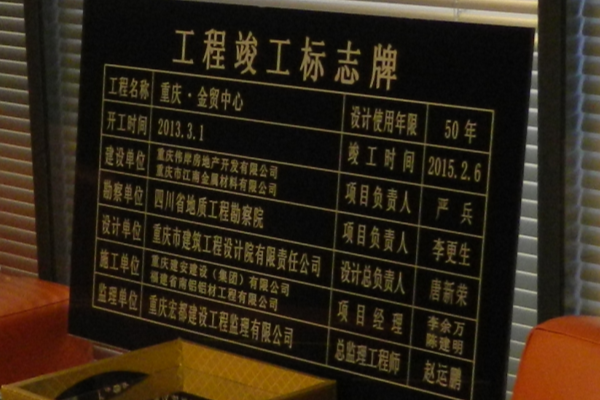 工程竣工标志牌
工程名称 重庆·金贸中心 设计使用年限 50年
开工时间 2013.3.1 竣工时间 2015.2.6
建设单位 重庆伟岸房地产开发有限公司 项目负责人 严兵
重庆市江南金属材料有限公司
勘察单位 四川省地质工程勘察院 项目负责人 李更生
设计单位 重庆市建筑工程设计院有限责任公司 设计总负责人 唐新荣
施工单位 重庆建安建设（集团）有限公司 项目经理 李余万
福建省南铝铝材工程有限公司 陈建明
监理单位 重庆宏都建设工程监理有限公司 总监理工程师 赵运鹏